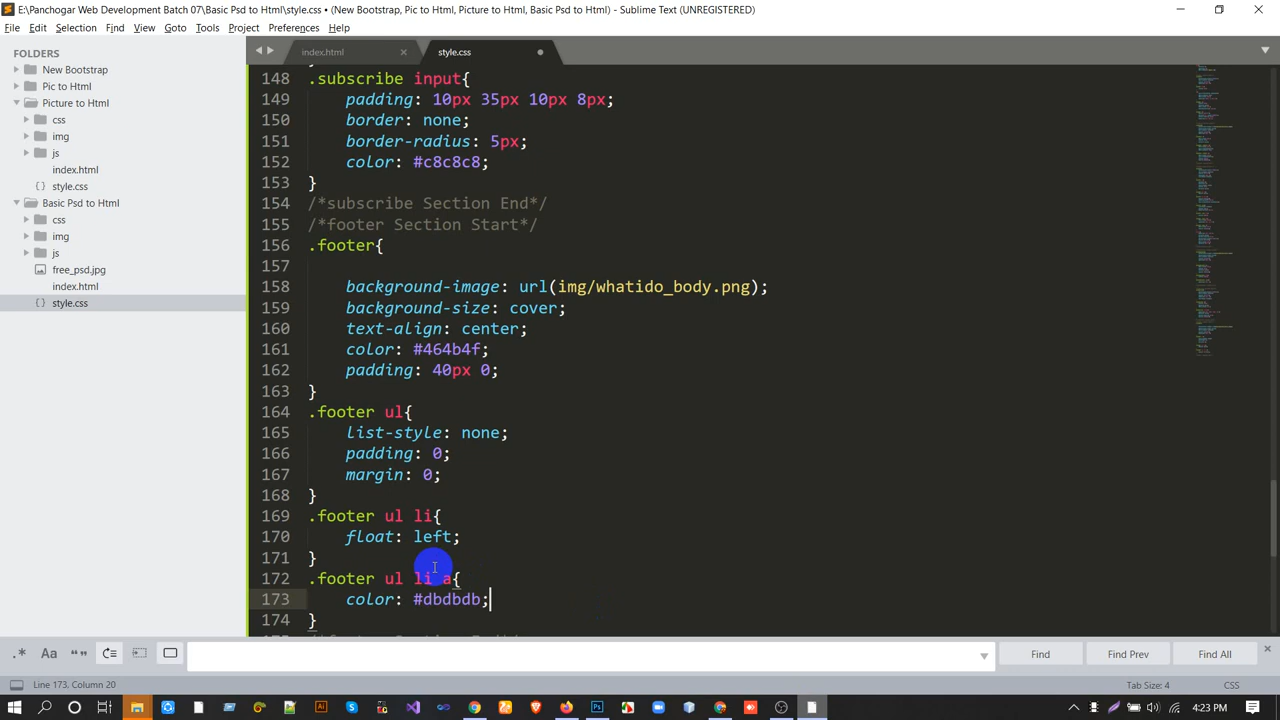 E:\Panchogar Web Development Batch 07\Basic Psd to Html\style.css • (New Bootstrap, Pic to Html, Picture to Html, Basic Psd to Html) - Sublime Text (UNREGISTERED)
File Edit Selection Find View Goto Tools Project Preferences Help
FOLDERS
New Bootstrap
Pic to Html
Picture to Html
css
img
js
index.html
style.css
Basic Psd to Html
css
img
js
free_psd.jpg
index.html
style.css
index.html style.css
148 .subscribe input{
149 padding: 10px 35px 10px 8px;
150 border: none;
151 border-radius: 5px;
152 color: #c8c8c8;
153 }
154 /*subscribe Section End*/
155 /*footer Section Start*/
156 .footer{
157
158 background-image: url(img/whatido_body.png);
159 background-size: cover;
160 text-align: center;
161 color: #464b4f;
162 padding: 40px 0;
163 }
164 .footer ul{
165 list-style: none;
166 padding: 0;
167 margin: 0;
168 }
169 .footer ul li{
170 float: left;
171 }
172 .footer ul li a{
173 color: #dbdbdb;
174 }
Find Find Prev Find All
Line 173, Column 20 Tab Size: 4 CSS
4:23 PM